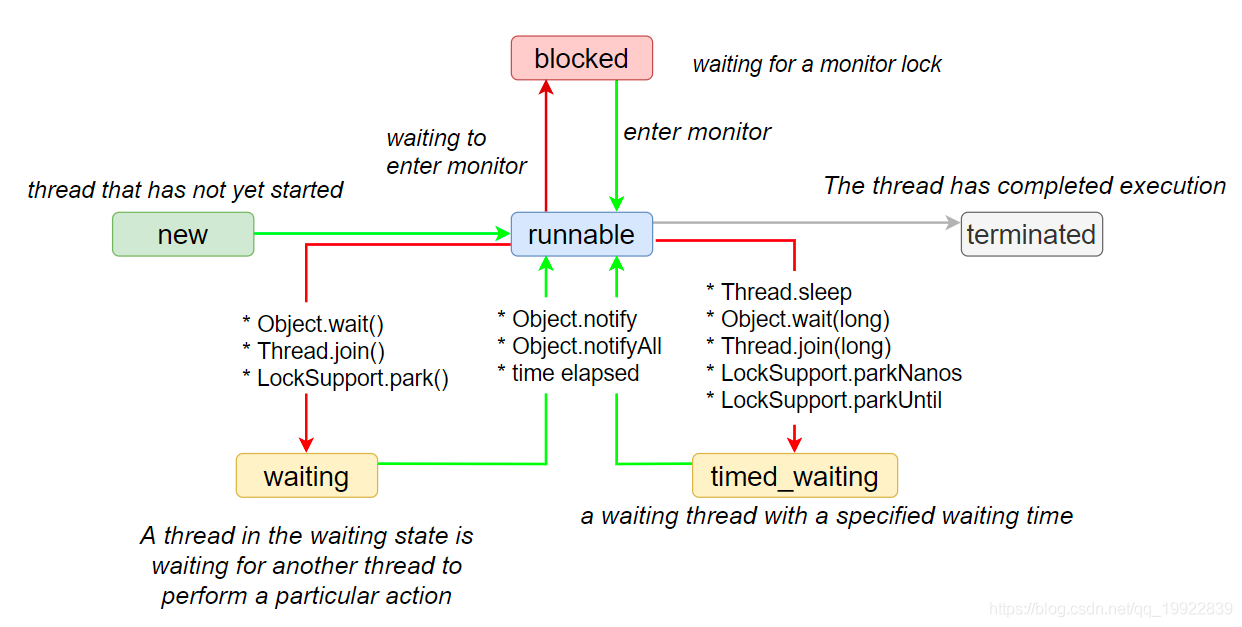 blocked
waiting for a monitor lock
waiting to
enter monitor
enter monitor
thread that has not yet started
The thread has completed execution
new
runnable
terminated
* Object.wait()
* Thread.join()
* LockSupport.park()
* Object.notify
* Object.notifyAll
* time elapsed
* Thread.sleep
* Object.wait(long)
* Thread.join(long)
* LockSupport.parkNanos
* LockSupport.parkUntil
waiting
timed_waiting
A thread in the waiting state is
waiting for another thread to
perform a particular action
a waiting thread with a specified waiting time
https://blog.csdn.net/qq_19922839